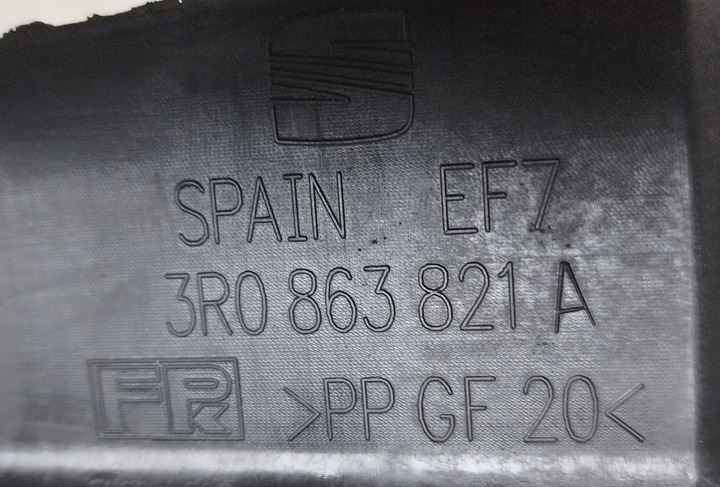 S
SPAIN EF7
3R0 863 821 A
FPK >PP GF 20<